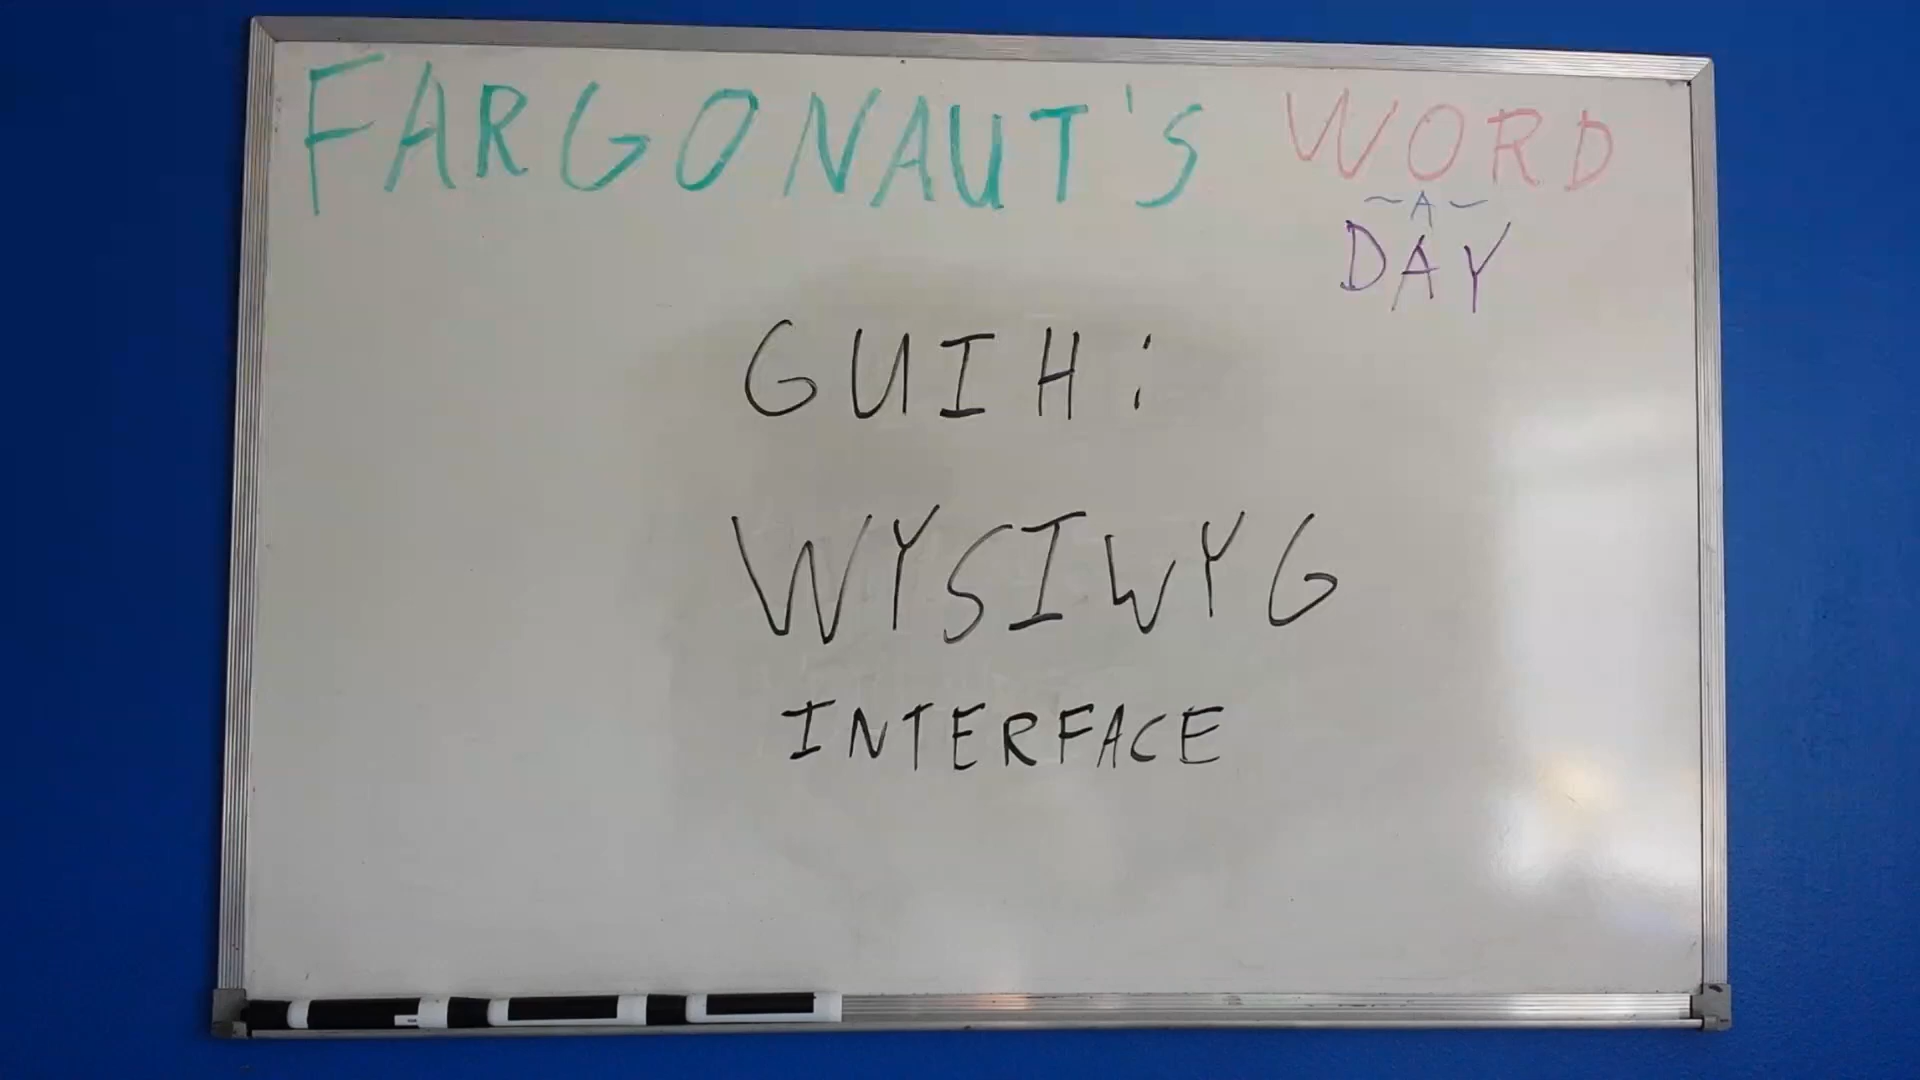 FARGONAUT'S WORD
~A~
DAY
GUIH:
WYSIWYG
INTERFACE